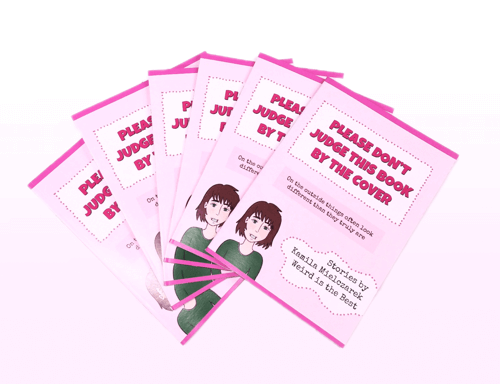 PLEASE DON'T
JUDGE THIS BOOK
BY THE COVER
On the outside things often look
different then they truly are
Stories by
Kamila Mielczarek
Weird is the Best